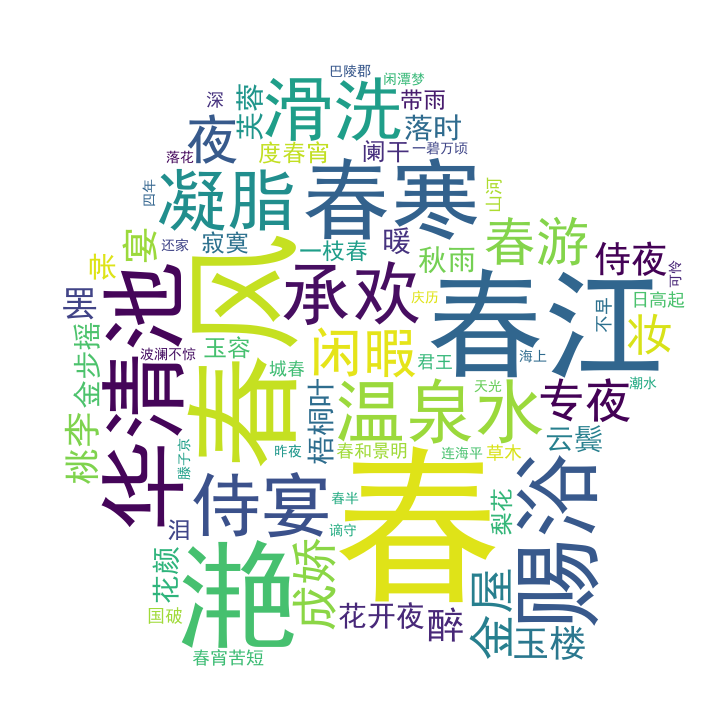 巴陵郡
闲潭梦
深
芙蓉
滑洗
带雨
夜
落时
度春宵
阑干
一碧万顷
落花
四年
凝脂
春寒
山河
还家
寂寞
一枝春
暖
秋雨
春游
侍夜
可怜
宴
华清池
春风
承欢
春江
日高起
不早
妆
庆历
波澜不惊
金步摇
玉容
闲暇
君王
海上
城春
温泉水
天光
潮水
专夜
桃李
滕子京
昨夜
梧桐叶
春和景明
连海平
草木
云鬓
侍宴
春
泪
春半
谪守
梨花
赐浴
滟
花颜
成娇
国破
花开夜
醉
金屋
玉楼
春宵苦短